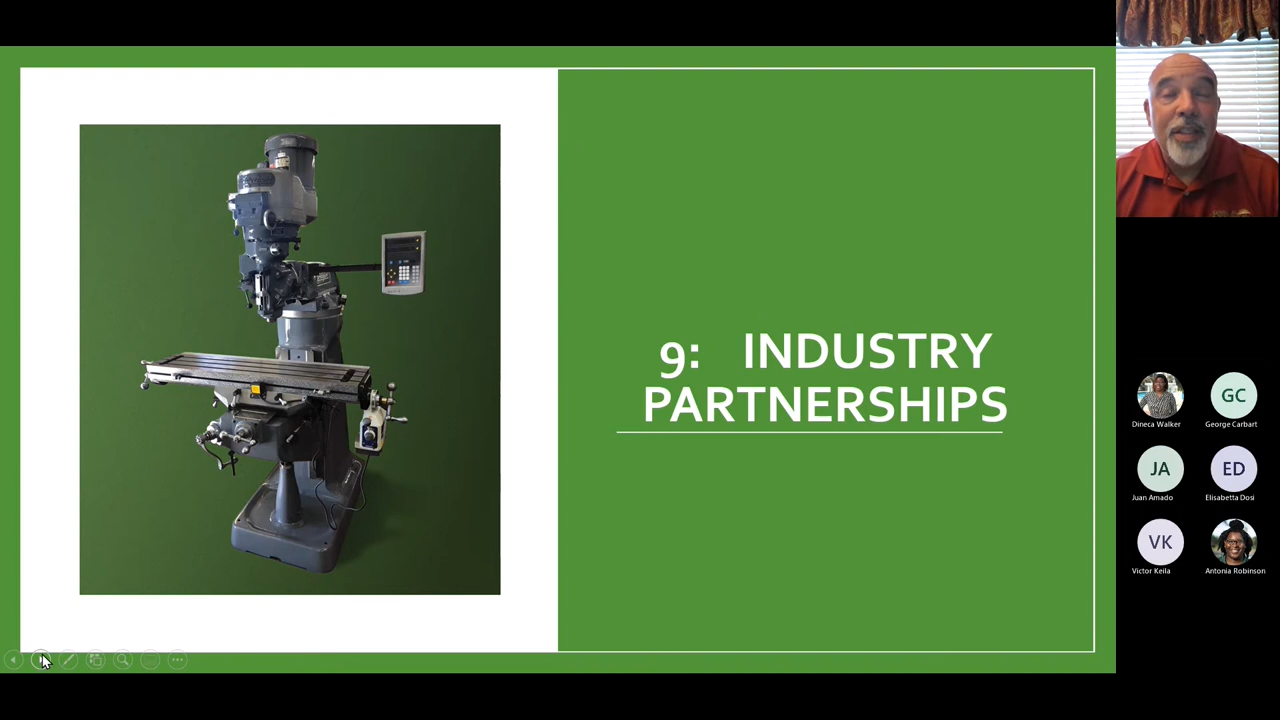 9: INDUSTRY
PARTNERSHIPS
Dineca Walker
GC
George Carbart
JA
Juan Amado
ED
Elisabetta Dosi
VK
Victor Keila
Antonia Robinson